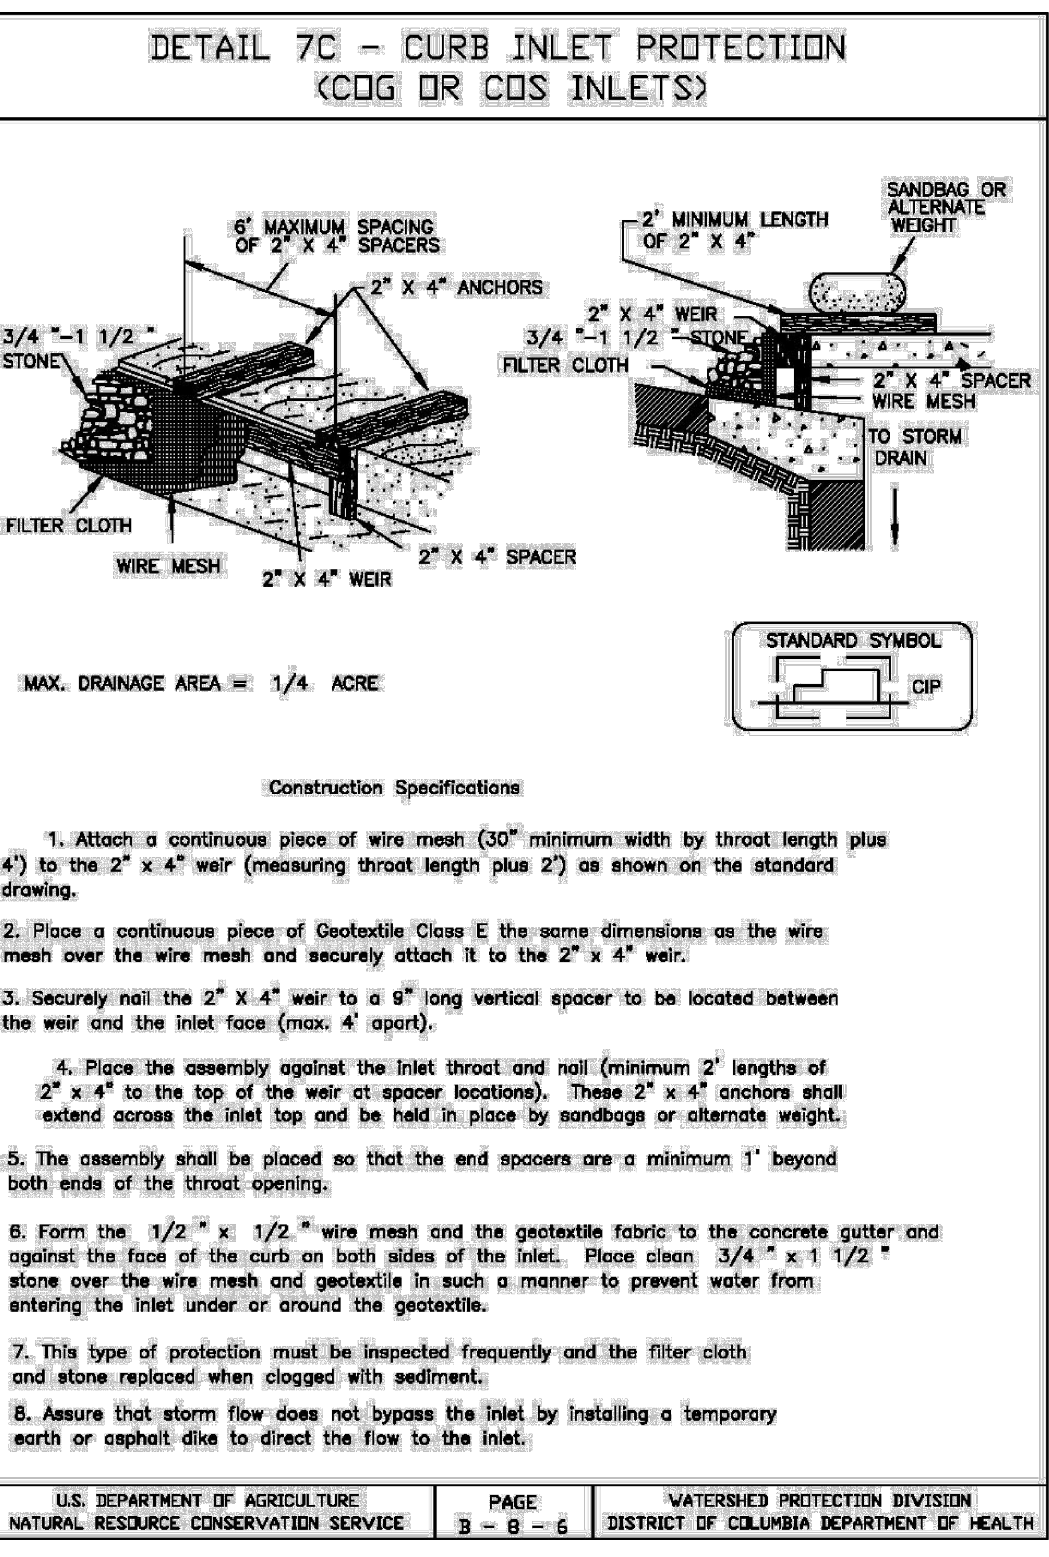 DETAIL 7C - CURB INLET PROTECTION
(COG OR COS INLETS)
6' MAXIMUM SPACING
OF 2" X 4" SPACERS
2" X 4" ANCHORS
3/4 "-1 1/2 "
STONE
FILTER CLOTH
WIRE MESH
2" X 4" WEIR
2" X 4" SPACER
SANDBAG OR
ALTERNATE
WEIGHT
2' MINIMUM LENGTH
OF 2" X 4"
2" X 4" WEIR
3/4 "-1 1/2 "-STONE
FILTER CLOTH
2" X 4" SPACER
WIRE MESH
TO STORM
DRAIN
MAX. DRAINAGE AREA = 1/4 ACRE
STANDARD SYMBOL
CIP
Construction Specifications
1. Attach a continuous piece of wire mesh (30" minimum width by throat length plus
4') to the 2" x 4" weir (measuring throat length plus 2') as shown on the standard
drawing.
2. Place a continuous piece of Geotextile Class E the same dimensions as the wire
mesh over the wire mesh and securely attach it to the 2" x 4" weir.
3. Securely nail the 2" X 4" weir to a 9" long vertical spacer to be located between
the weir and the inlet face (max. 4' apart).
4. Place the assembly against the inlet throat and nail (minimum 2' lengths of
2" x 4" to the top of the weir at spacer locations). These 2" x 4" anchors shall
extend across the inlet top and be held in place by sandbags or alternate weight.
5. The assembly shall be placed so that the end spacers are a minimum 1' beyond
both ends of the throat opening.
6. Form the 1/2 " x 1/2 " wire mesh and the geotextile fabric to the concrete gutter and
against the face of the curb on both sides of the inlet. Place clean 3/4 " x 1 1/2 "
stone over the wire mesh and geotextile in such a manner to prevent water from
entering the inlet under or around the geotextile.
7. This type of protection must be inspected frequently and the filter cloth
and stone replaced when clogged with sediment.
8. Assure that storm flow does not bypass the inlet by installing a temporary
earth or asphalt dike to direct the flow to the inlet.
U.S. DEPARTMENT OF AGRICULTURE
NATURAL RESOURCE CONSERVATION SERVICE
PAGE
B - 8 - 6
WATERSHED PROTECTION DIVISION
DISTRICT OF COLUMBIA DEPARTMENT OF HEALTH